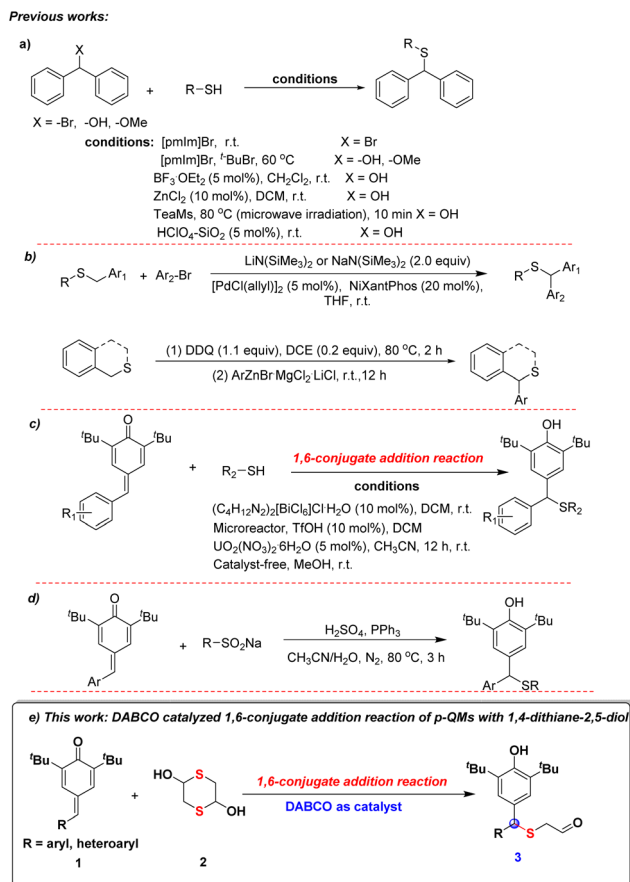 Previous works:
a)
X
R
S
+ R−SH conditions
X = -Br, -OH, -OMe
conditions: [pmIm]Br, r.t. X = Br
[pmIm]Br, t-BuBr, 60 °C X = -OH, -OMe
BF3·OEt2 (5 mol%), CH2Cl2, r.t. X = OH
ZnCl2 (10 mol%), DCM, r.t. X = OH
TeaMs, 80 °C (microwave irradiation), 10 min X = OH
HClO4-SiO2 (5 mol%), r.t. X = OH
b)
R S Ar1 + Ar2-Br LiN(SiMe3)2 or NaN(SiMe3)2 (2.0 equiv) R S Ar1
[PdCl(allyl)]2 (5 mol%), NiXantPhos (20 mol%), Ar2
THF, r.t.
S (1) DDQ (1.1 equiv), DCE (0.2 equiv), 80 °C, 2 h S
(2) ArZnBr·MgCl2·LiCl, r.t.,12 h Ar
c)
O OH
tBu tBu tBu tBu
+ R2−SH 1,6-conjugate addition reaction
conditions
R1 R1 SR2
(C4H12N2)2[BiCl6]Cl·H2O (10 mol%), DCM, r.t.
Microreactor, TfOH (10 mol%), DCM
UO2(NO3)2·6H2O (5 mol%), CH3CN, 12 h, r.t.
Catalyst-free, MeOH, r.t.
d)
O OH
tBu tBu tBu tBu
+ R−SO2Na H2SO4, PPh3
CH3CN/H2O, N2, 80 °C, 3 h
Ar Ar SR
e) This work: DABCO catalyzed 1,6-conjugate addition reaction of p-QMs with 1,4-dithiane-2,5-diol
O OH
tBu tBu tBu tBu
HO S
+ 1,6-conjugate addition reaction
S OH DABCO as catalyst
R R S O
R = aryl, heteroaryl
1 2 3